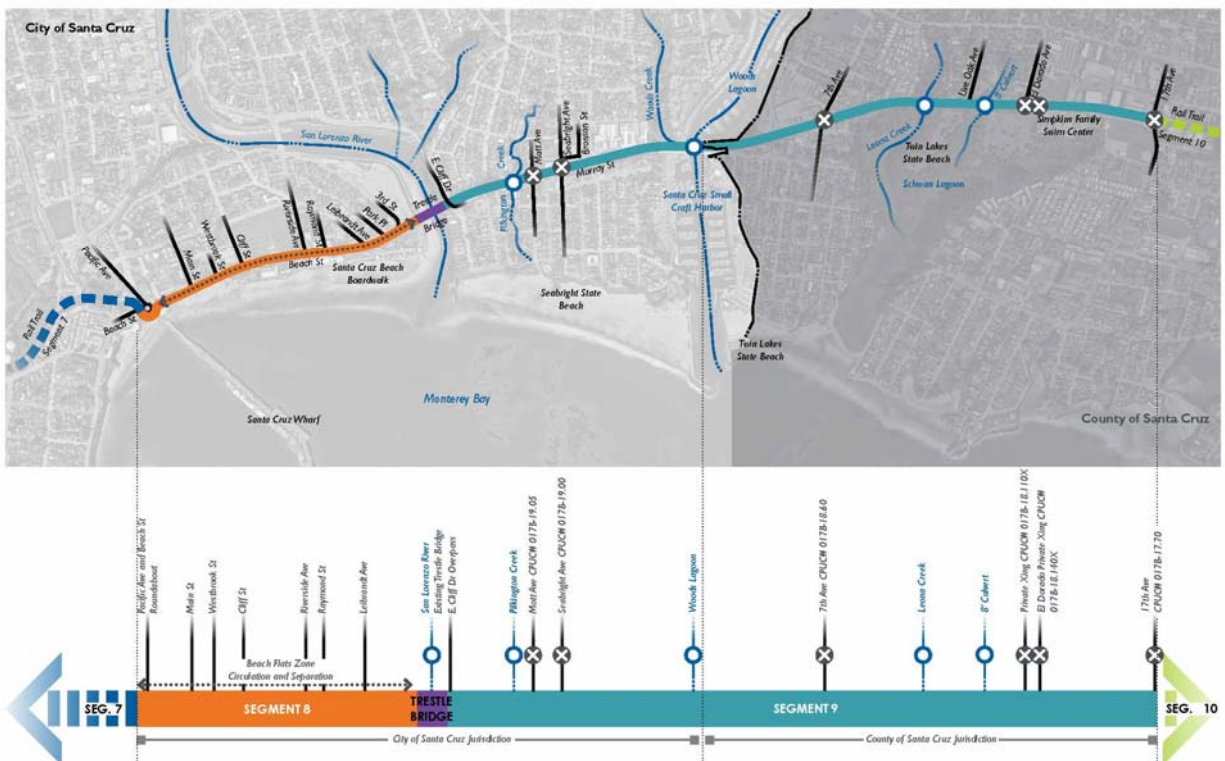 City of Santa Cruz
San Lorenzo River
Woods Creek
Woods
Lagoon
Pilkington Creek
Mott Ave
Seabright Ave
Bronson St
Murray St
E. Cliff Dr
Trestle
Bridge
3rd St
Park Pl
Leibrandt Ave
Raymond St
Riverside Ave
Cliff St
Westbrook St
Main St
Pacific Ave
Beach St
Beach St
Santa Cruz Beach
Boardwalk
Rail Trail
Segment 7
Seabright State
Beach
Santa Cruz Small
Craft Harbor
7th Ave
Leona Creek
Live Oak Ave
8' Culvert
El Dorado Ave
Simpkins Family
Swim Center
17th Ave
Rail Trail
Segment 10
Twin Lakes
State Beach
Schwan Lagoon
Twin Lakes
State Beach
Monterey Bay
Santa Cruz Wharf
County of Santa Cruz
Pacific Ave and Beach St
Roundabout
Main St
Westbrook St
Cliff St
Riverside Ave
Raymond St
Leibrandt Ave
San Lorenzo River
Existing Trestle Bridge
E. Cliff Dr Overpass
Pilkington Creek
Mott Ave CPUC# 017B-19.05
Seabright Ave CPUC# 017B-19.00
Woods Lagoon
7th Ave CPUC# 017B-18.60
Leona Creek
8' Culvert
Private Xing CPUC# 017B-18.110X
El Dorado Private Xing CPUC#
017B-18.140X
17th Ave
CPUC# 017B-17.70
Beach Flats Zone
Circulation and Separation
SEG. 7
SEGMENT 8
TRESTLE
BRIDGE
SEGMENT 9
SEG. 10
City of Santa Cruz Jurisdiction
County of Santa Cruz Jurisdiction